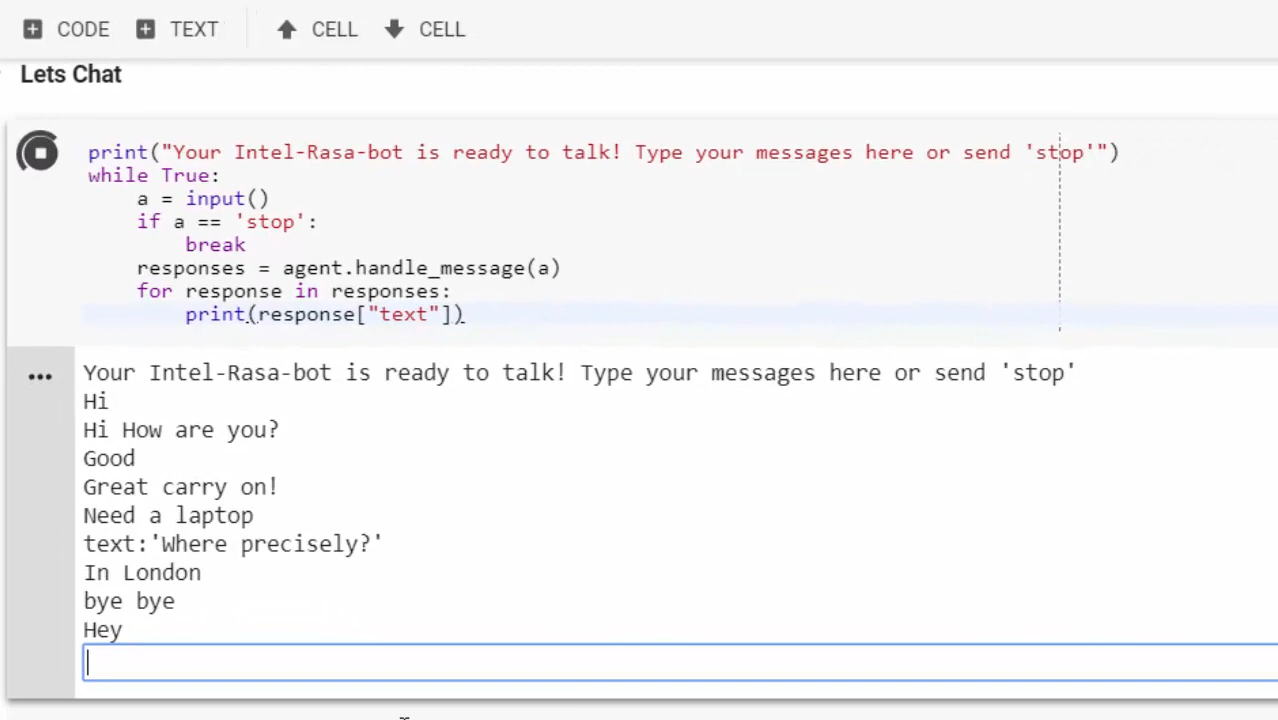 CODE TEXT CELL CELL
Lets Chat
print("Your Intel-Rasa-bot is ready to talk! Type your messages here or send 'stop'")
while True:
    a = input()
    if a == 'stop':
        break
    responses = agent.handle_message(a)
    for response in responses:
        print(response["text"])
Your Intel-Rasa-bot is ready to talk! Type your messages here or send 'stop'
Hi
Hi How are you?
Good
Great carry on!
Need a laptop
text:'Where precisely?'
In London
bye bye
Hey